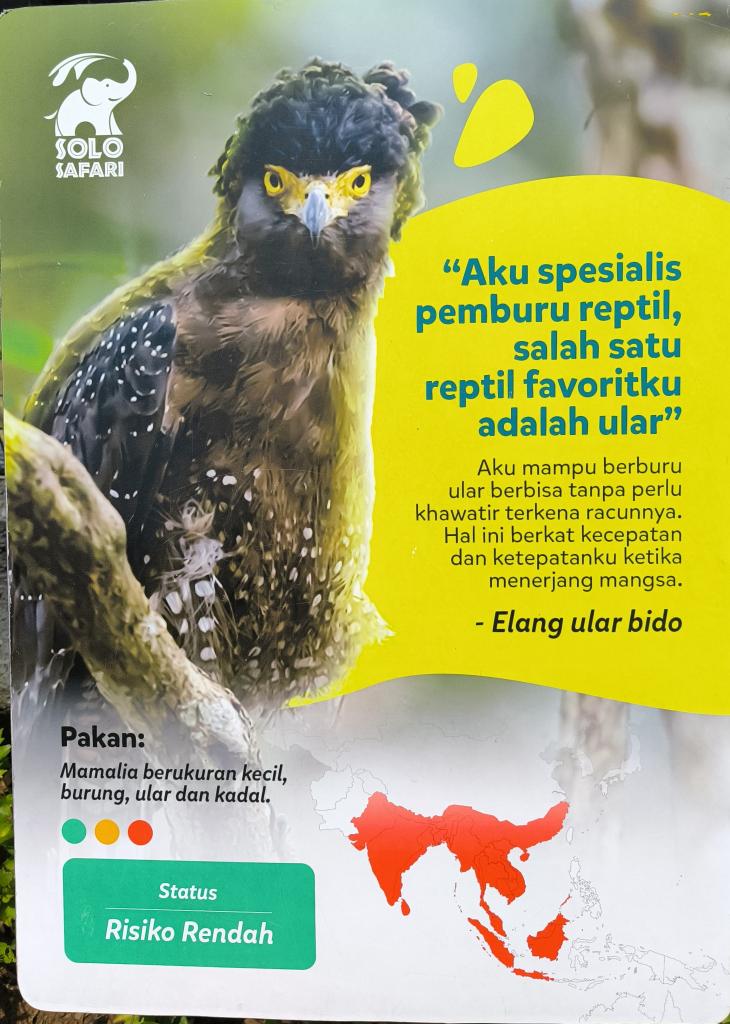 SOLO
SAFARI
“Aku spesialis
pemburu reptil,
salah satu
reptil favoritku
adalah ular”
Aku mampu berburu
ular berbisa tanpa perlu
khawatir terkena racunnya.
Hal ini berkat kecepatan
dan ketepatanku ketika
menerjang mangsa.
- Elang ular bido
Pakan:
Mamalia berukuran kecil,
burung, ular dan kadal.
Status
Risiko Rendah